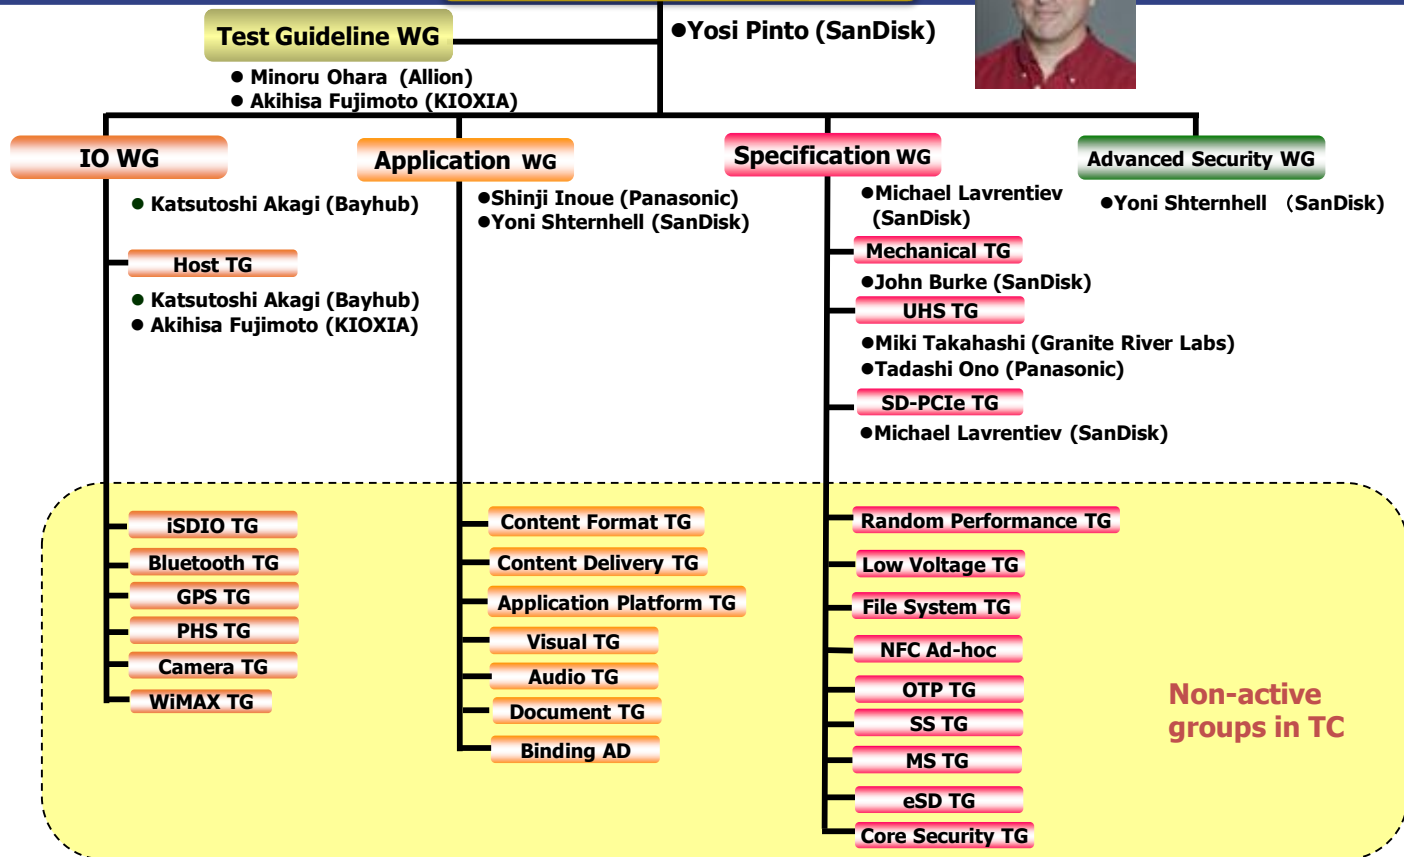 Test Guideline WG
●Yosi Pinto (SanDisk)
● Minoru Ohara (Allion)
● Akihisa Fujimoto (KIOXIA)
IO WG
● Katsutoshi Akagi (Bayhub)
Host TG
● Katsutoshi Akagi (Bayhub)
● Akihisa Fujimoto (KIOXIA)
Application WG
●Shinji Inoue (Panasonic)
●Yoni Shternhell (SanDisk)
Specification WG
●Michael Lavrentiev
(SanDisk)
Mechanical TG
●John Burke (SanDisk)
UHS TG
●Miki Takahashi (Granite River Labs)
●Tadashi Ono (Panasonic)
SD-PCIe TG
●Michael Lavrentiev (SanDisk)
Advanced Security WG
●Yoni Shternhell （SanDisk)
iSDIO TG
Bluetooth TG
GPS TG
PHS TG
Camera TG
WiMAX TG
Content Format TG
Content Delivery TG
Application Platform TG
Visual TG
Audio TG
Document TG
Binding AD
Random Performance TG
Low Voltage TG
File System TG
NFC Ad-hoc
OTP TG
SS TG
MS TG
eSD TG
Core Security TG
Non-active
groups in TC